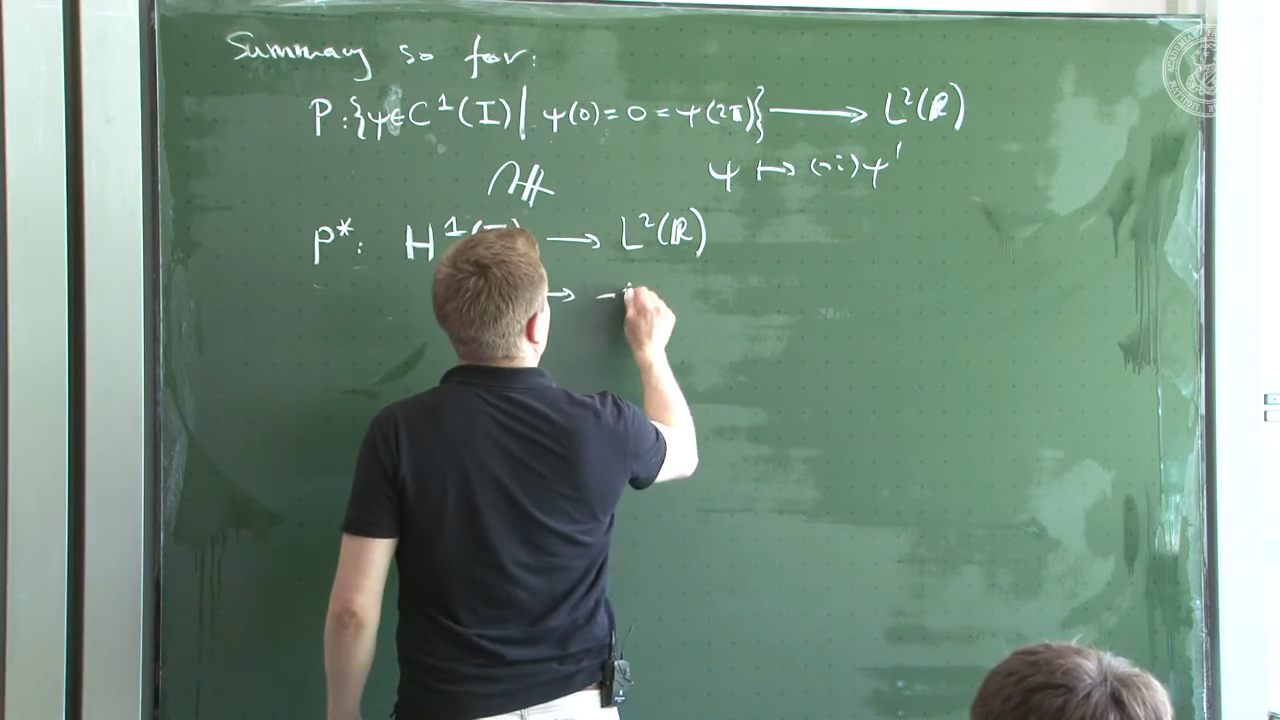 Summary so far:
P:{ψ∈C¹(I)| ψ(0)=0=ψ(2π)} ⟶ L²(ℝ)
ψ ↦ (-i)ψ'
P*: H¹(I) ⟶ L²(ℝ)
→ -i